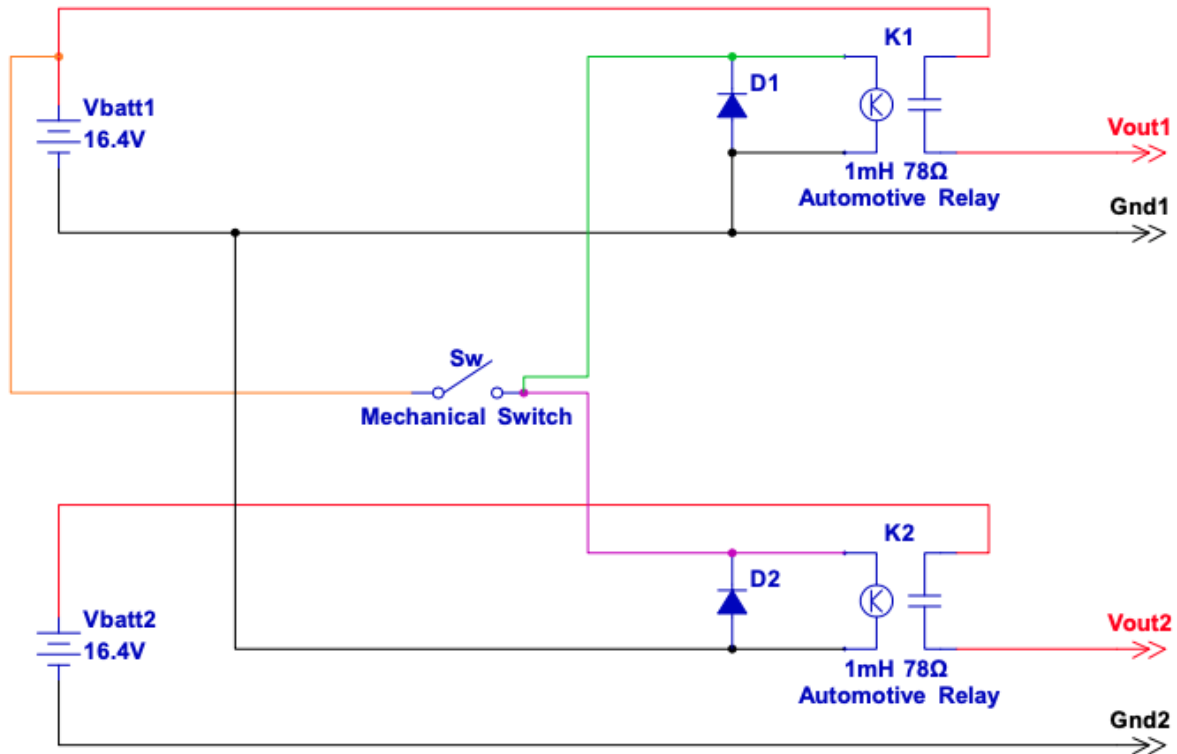 K1
D1
Vbatt1
16.4V
Vout1
1mH 78Ω
Automotive Relay
Gnd1
Sw
Mechanical Switch
K2
D2
Vbatt2
16.4V
Vout2
1mH 78Ω
Automotive Relay
Gnd2